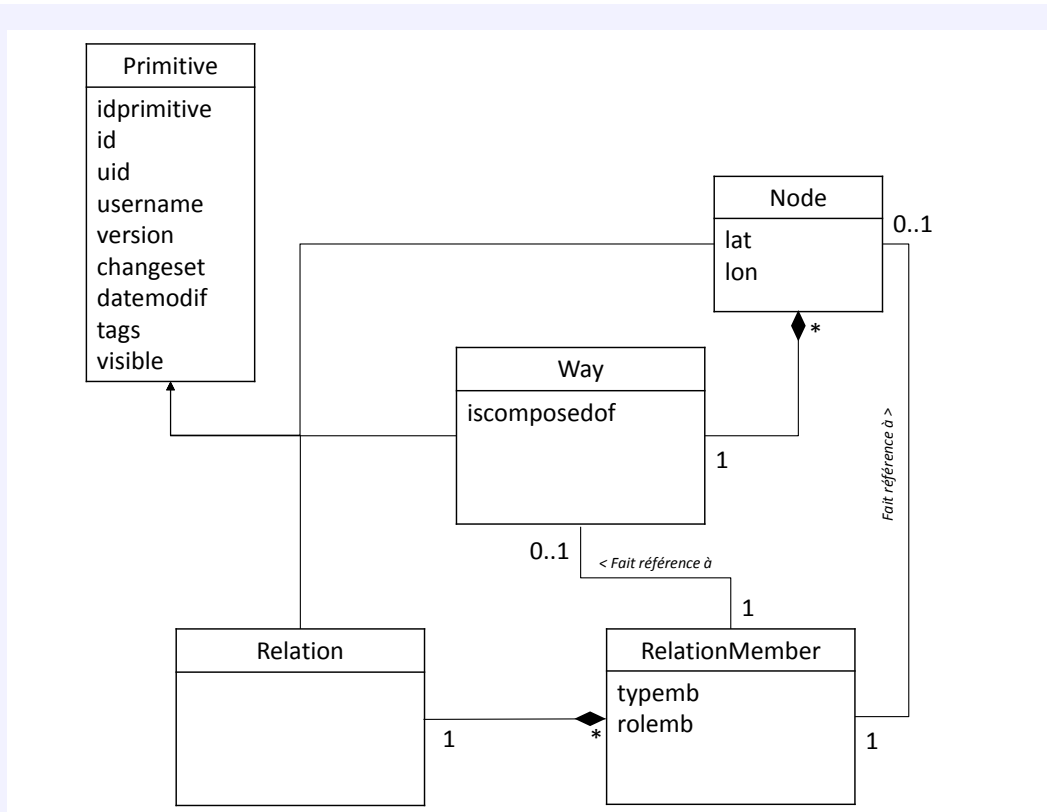 Primitive
idprimitive
id
uid
username
version
changeset
datemodif
tags
visible
Node
lat
lon
0..1
*
Way
iscomposedof
1
Fait référence à >
0..1
< Fait référence à
1
Relation
1
RelationMember
typemb
rolemb
*
1